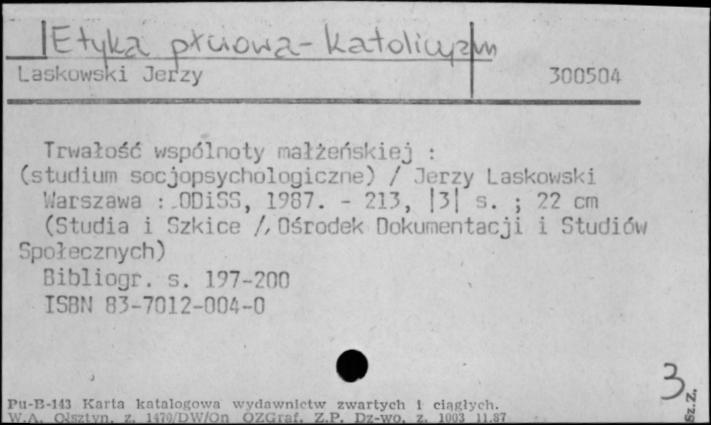 Etyka płciowa - katolicyzm
Laskowski Jerzy 300504
Trwałość wspólnoty małżeńskiej :
(studium socjopsychologiczne) / Jerzy Laskowski
Warszawa : ODiSS, 1987. - 213, |3| s. ; 22 cm
(Studia i Szkice /, Ośrodek Dokumentacji i Studiów
Społecznych)
Bibliogr. s. 197-200
ISBN 83-7012-004-0
3
Sz.Z.
Pu-B-143 Karta katalogowa wydawnictw zwartych i ciągłych.
W.A. Olsztyn, z. 1470/DW/On OZGraf. Z.P. Dz-wo, z. 1003 11.87